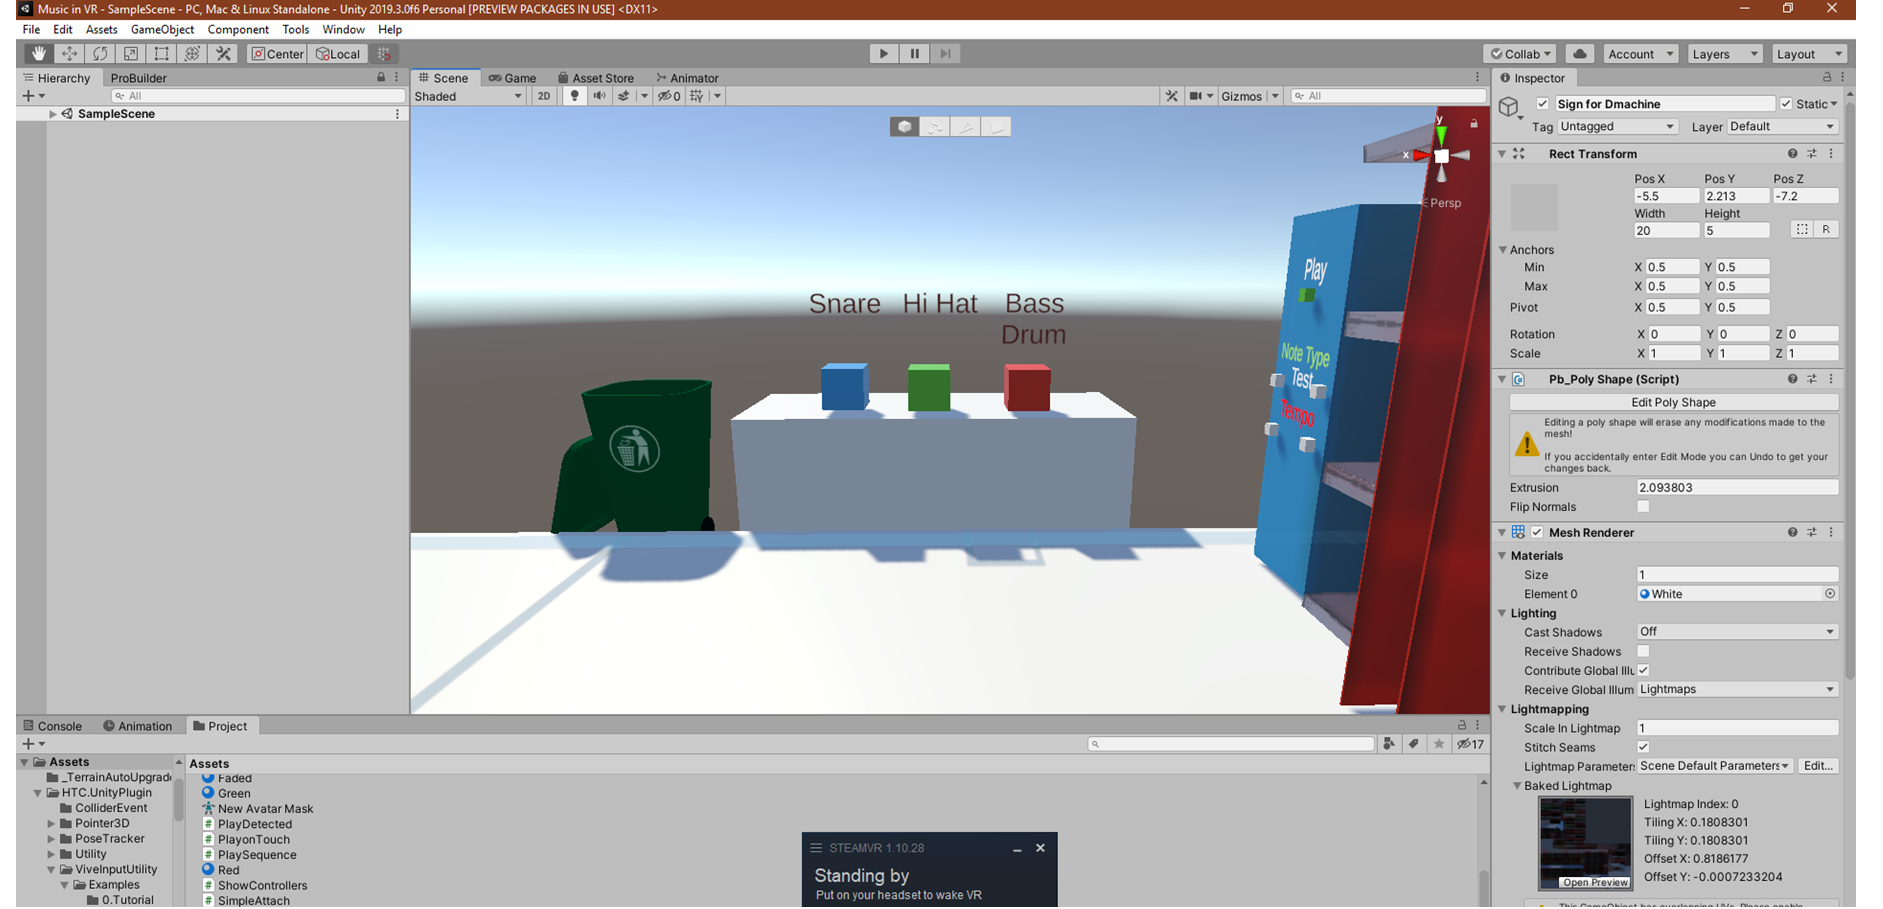 Music in VR - SampleScene - PC, Mac & Linux Standalone - Unity 2019.3.0f6 Personal [PREVIEW PACKAGES IN USE] <DX11>
File Edit Assets GameObject Component Tools Window Help
Center Local Collab Account Layers Layout
Hierarchy ProBuilder
All
SampleScene
Scene Game Asset Store Animator
Shaded 2D 0 Gizmos All
y
x
Persp
Snare Hi Hat Bass
Drum
Play
Note Type
Test
Tempo
Inspector
Sign for Dmachine Static
Tag Untagged Layer Default
Rect Transform
Pos X Pos Y Pos Z
-5.5 2.213 -7.2
Width Height
20 5 R
Anchors
Min X 0.5 Y 0.5
Max X 0.5 Y 0.5
Pivot X 0.5 Y 0.5
Rotation X 0 Y 0 Z 0
Scale X 1 Y 1 Z 1
Pb_Poly Shape (Script)
Edit Poly Shape
Editing a poly shape will erase any modifications made to the
mesh!
If you accidentally enter Edit Mode you can Undo to get your
changes back.
Extrusion 2.093803
Flip Normals
Mesh Renderer
Materials
Size 1
Element 0 White
Lighting
Cast Shadows Off
Receive Shadows
Contribute Global Illu
Receive Global Illum Lightmaps
Lightmapping
Scale In Lightmap 1
Stitch Seams
Lightmap Parameters Scene Default Parameters Edit...
Baked Lightmap
Lightmap Index: 0
Tiling X: 0.1808301
Tiling Y: 0.1808301
Offset X: 0.8186177
Offset Y: -0.0007233204
Open Preview
This GameObject has overlapping UVs. Please enable
Console Animation Project
17
Assets
_TerrainAutoUpgrade
HTC.UnityPlugin
ColliderEvent
Pointer3D
PoseTracker
Utility
ViveInputUtility
Examples
0.Tutorial
Assets
Faded
Green
New Avatar Mask
PlayDetected
PlayonTouch
PlaySequence
Red
ShowControllers
SimpleAttach
STEAMVR 1.10.28
Standing by
Put on your headset to wake VR